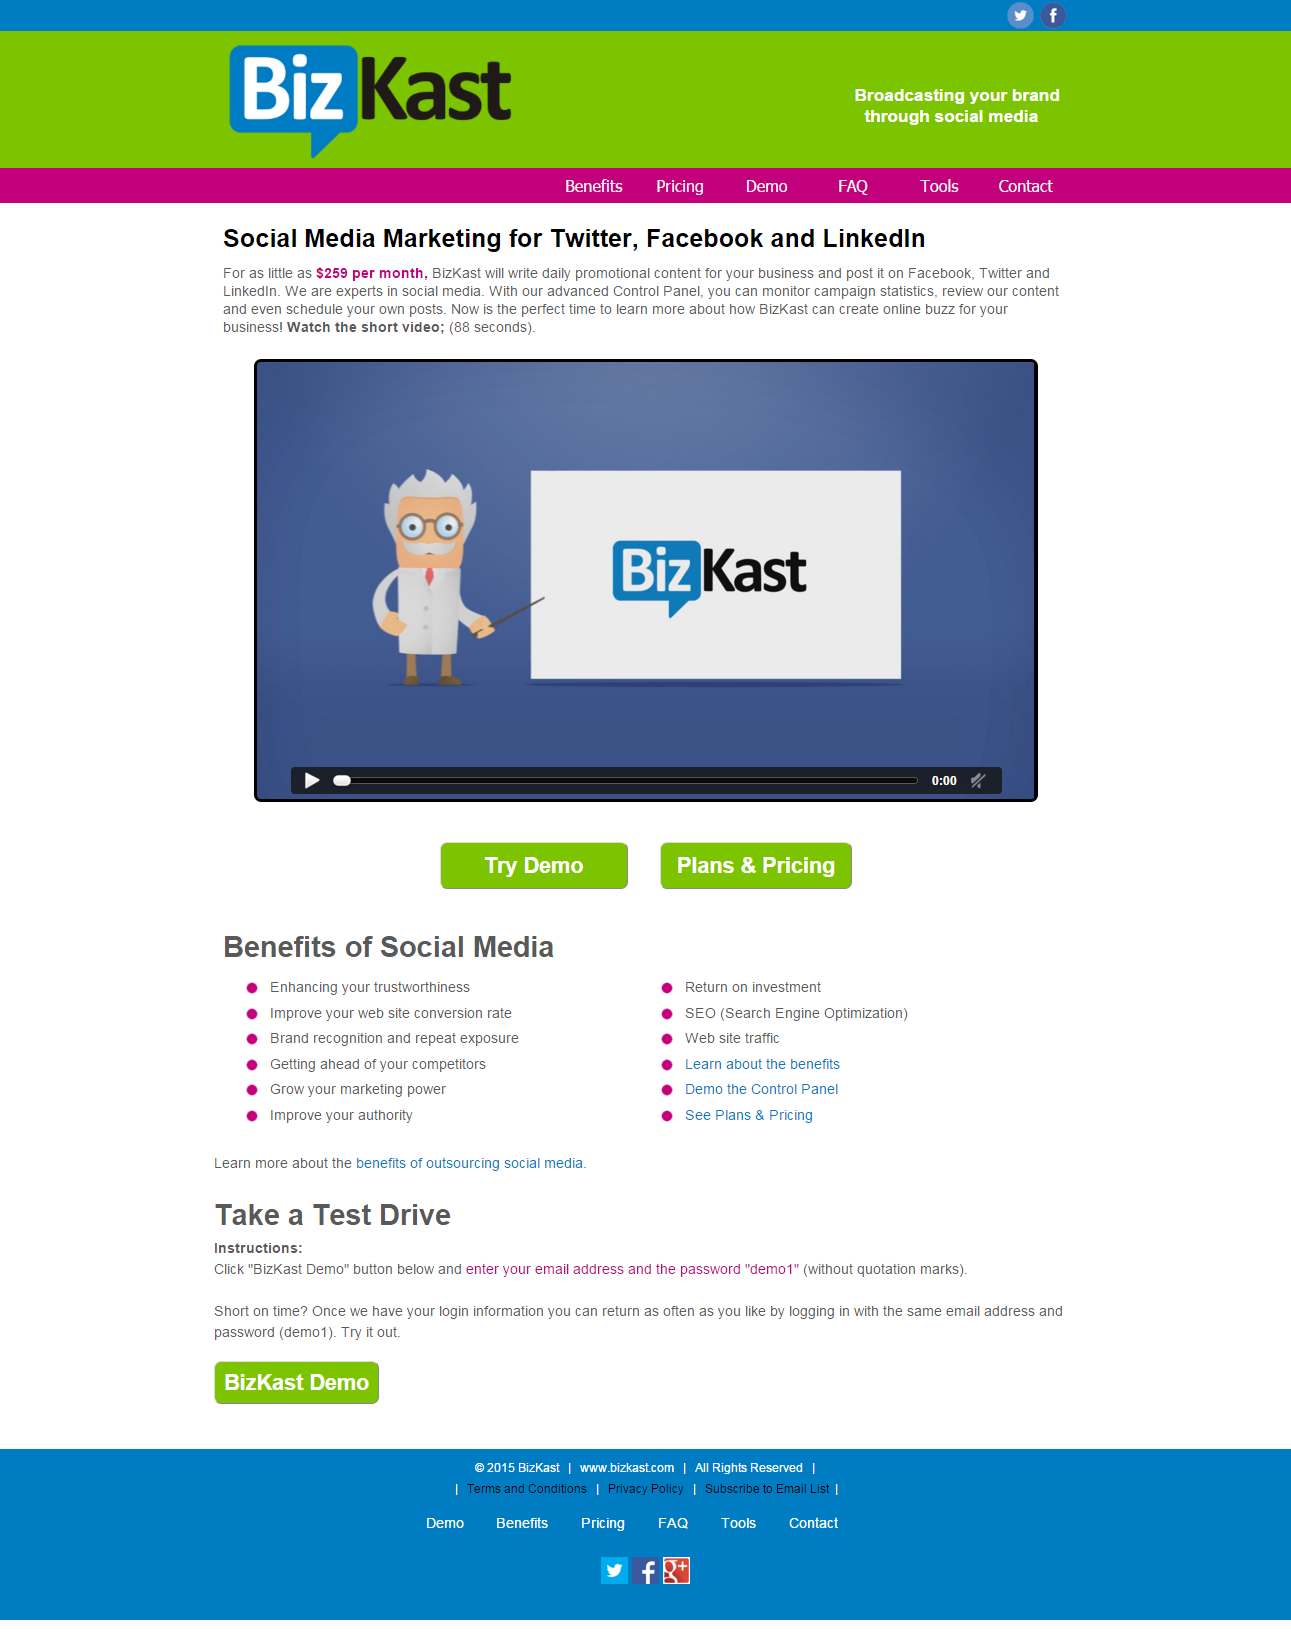 BizKast
Broadcasting your brand
through social media
Benefits Pricing Demo FAQ Tools Contact
Social Media Marketing for Twitter, Facebook and LinkedIn
For as little as $259 per month, BizKast will write daily promotional content for your business and post it on Facebook, Twitter and
LinkedIn. We are experts in social media. With our advanced Control Panel, you can monitor campaign statistics, review our content
and even schedule your own posts. Now is the perfect time to learn more about how BizKast can create online buzz for your
business! Watch the short video; (88 seconds).
BizKast
0:00
Try Demo Plans & Pricing
Benefits of Social Media
Enhancing your trustworthiness
Improve your web site conversion rate
Brand recognition and repeat exposure
Getting ahead of your competitors
Grow your marketing power
Improve your authority
Return on investment
SEO (Search Engine Optimization)
Web site traffic
Learn about the benefits
Demo the Control Panel
See Plans & Pricing
Learn more about the benefits of outsourcing social media.
Take a Test Drive
Instructions:
Click "BizKast Demo" button below and enter your email address and the password "demo1" (without quotation marks).
Short on time? Once we have your login information you can return as often as you like by logging in with the same email address and
password (demo1). Try it out.
BizKast Demo
© 2015 BizKast | www.bizkast.com | All Rights Reserved |
| Terms and Conditions | Privacy Policy | Subscribe to Email List |
Demo Benefits Pricing FAQ Tools Contact